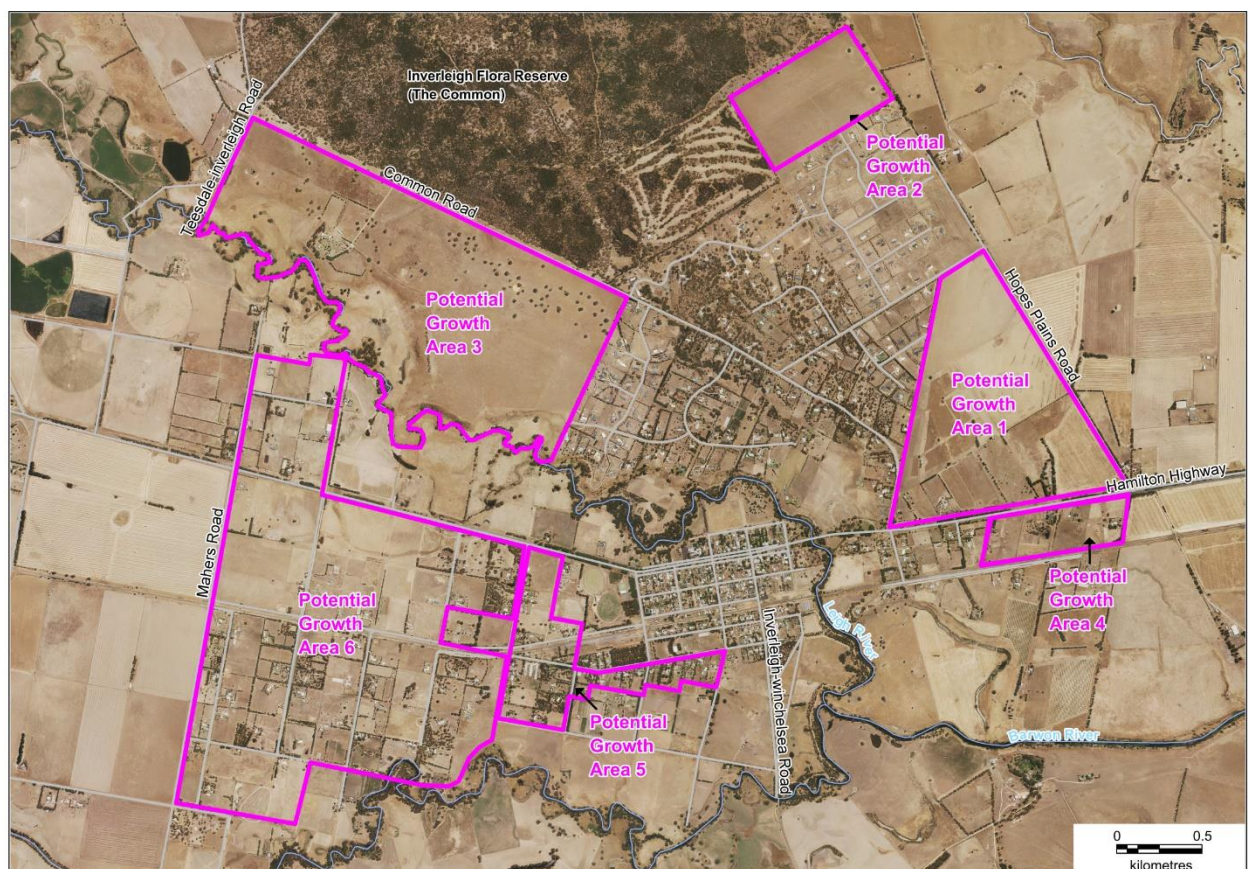 Inverleigh Flora Reserve
(The Common)
Teesdale-inverleigh Road
Common Road
Potential
Growth
Area 2
Potential
Growth
Area 3
Hopes Plains Road
Potential
Growth
Area 1
Hamilton Highway
Mahers Road
Potential
Growth
Area 6
Potential
Growth
Area 4
Leigh River
Inverleigh-winchelsea Road
Potential
Growth
Area 5
Barwon River
0 0.5
kilometres